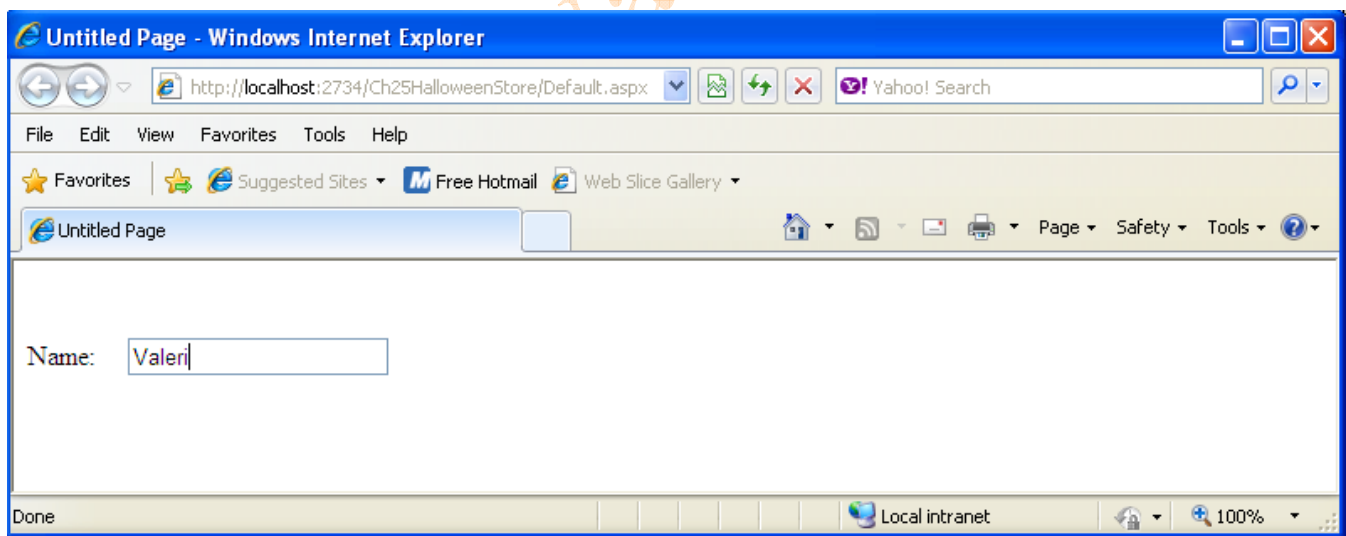 Untitled Page - Windows Internet Explorer
http://localhost:2734/Ch25HalloweenStore/Default.aspx Yahoo! Search
File Edit View Favorites Tools Help
Favorites Suggested Sites Free Hotmail Web Slice Gallery
Untitled Page Page Safety Tools
Name: Valeri
Done Local intranet 100%